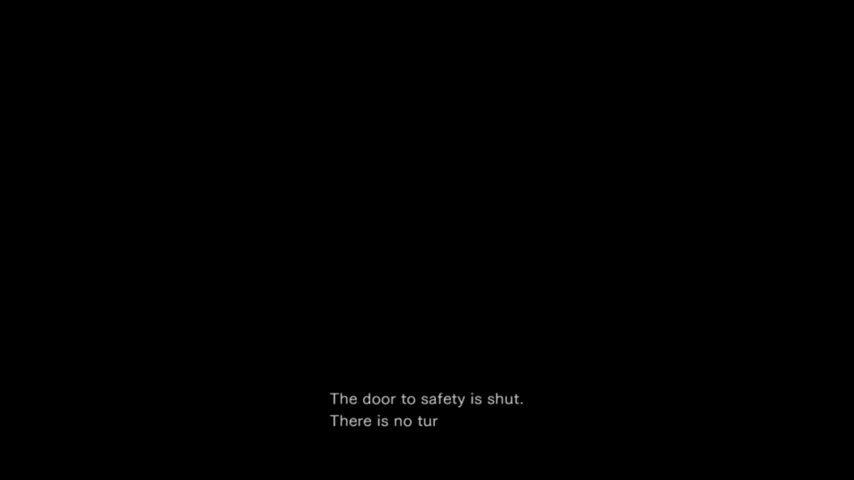 The door to safety is shut.
There is no tur